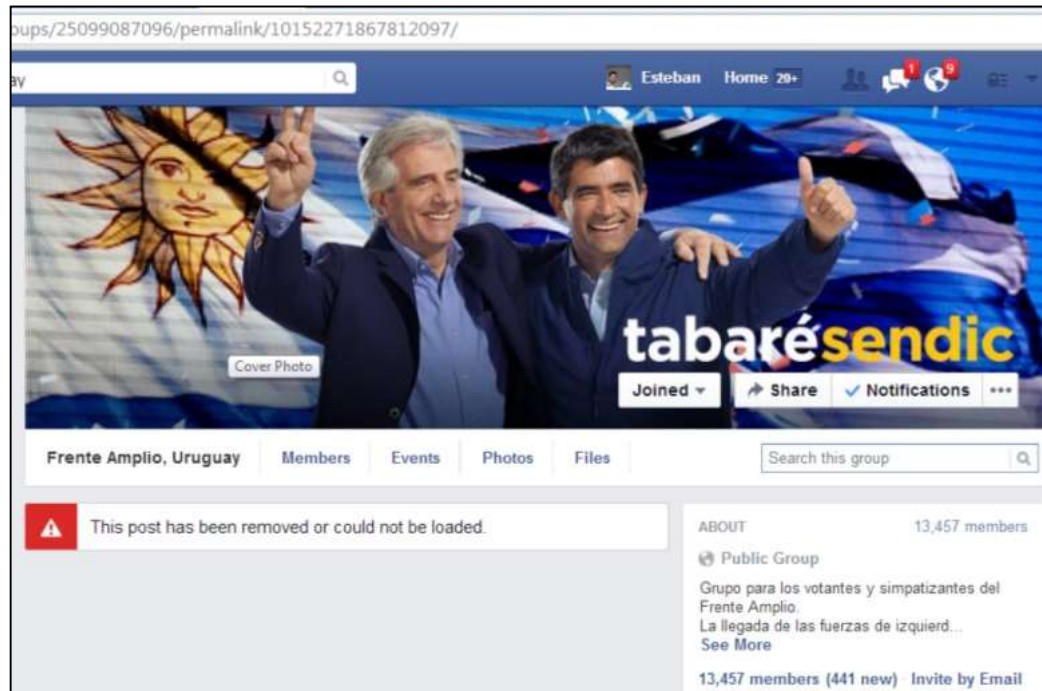 oups/25099087096/permalink/10152271867812097/
ay
Esteban Home 20+ 1 9
tabarésendic
Cover Photo
Joined Share Notifications
Frente Amplio, Uruguay Members Events Photos Files Search this group
This post has been removed or could not be loaded.
ABOUT 13,457 members
Public Group
Grupo para los votantes y simpatizantes del
Frente Amplio.
La llegada de las fuerzas de izquierd...
See More
13,457 members (441 new) · Invite by Email